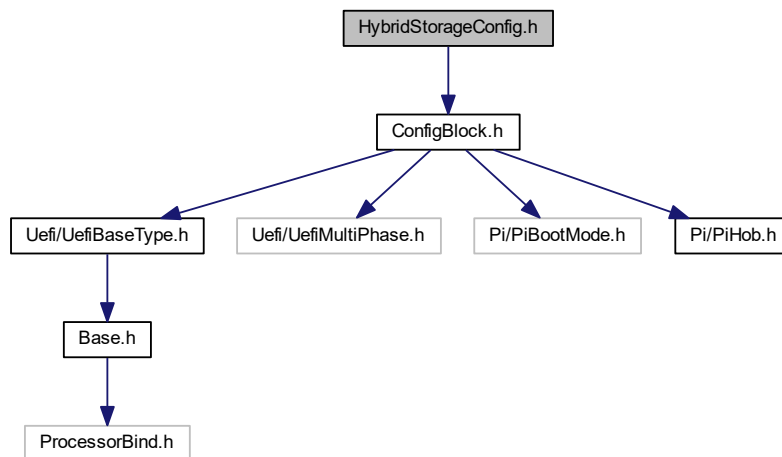 HybridStorageConfig.h
ConfigBlock.h
Uefi/UefiBaseType.h
Uefi/UefiMultiPhase.h
Pi/PiBootMode.h
Pi/PiHob.h
Base.h
ProcessorBind.h